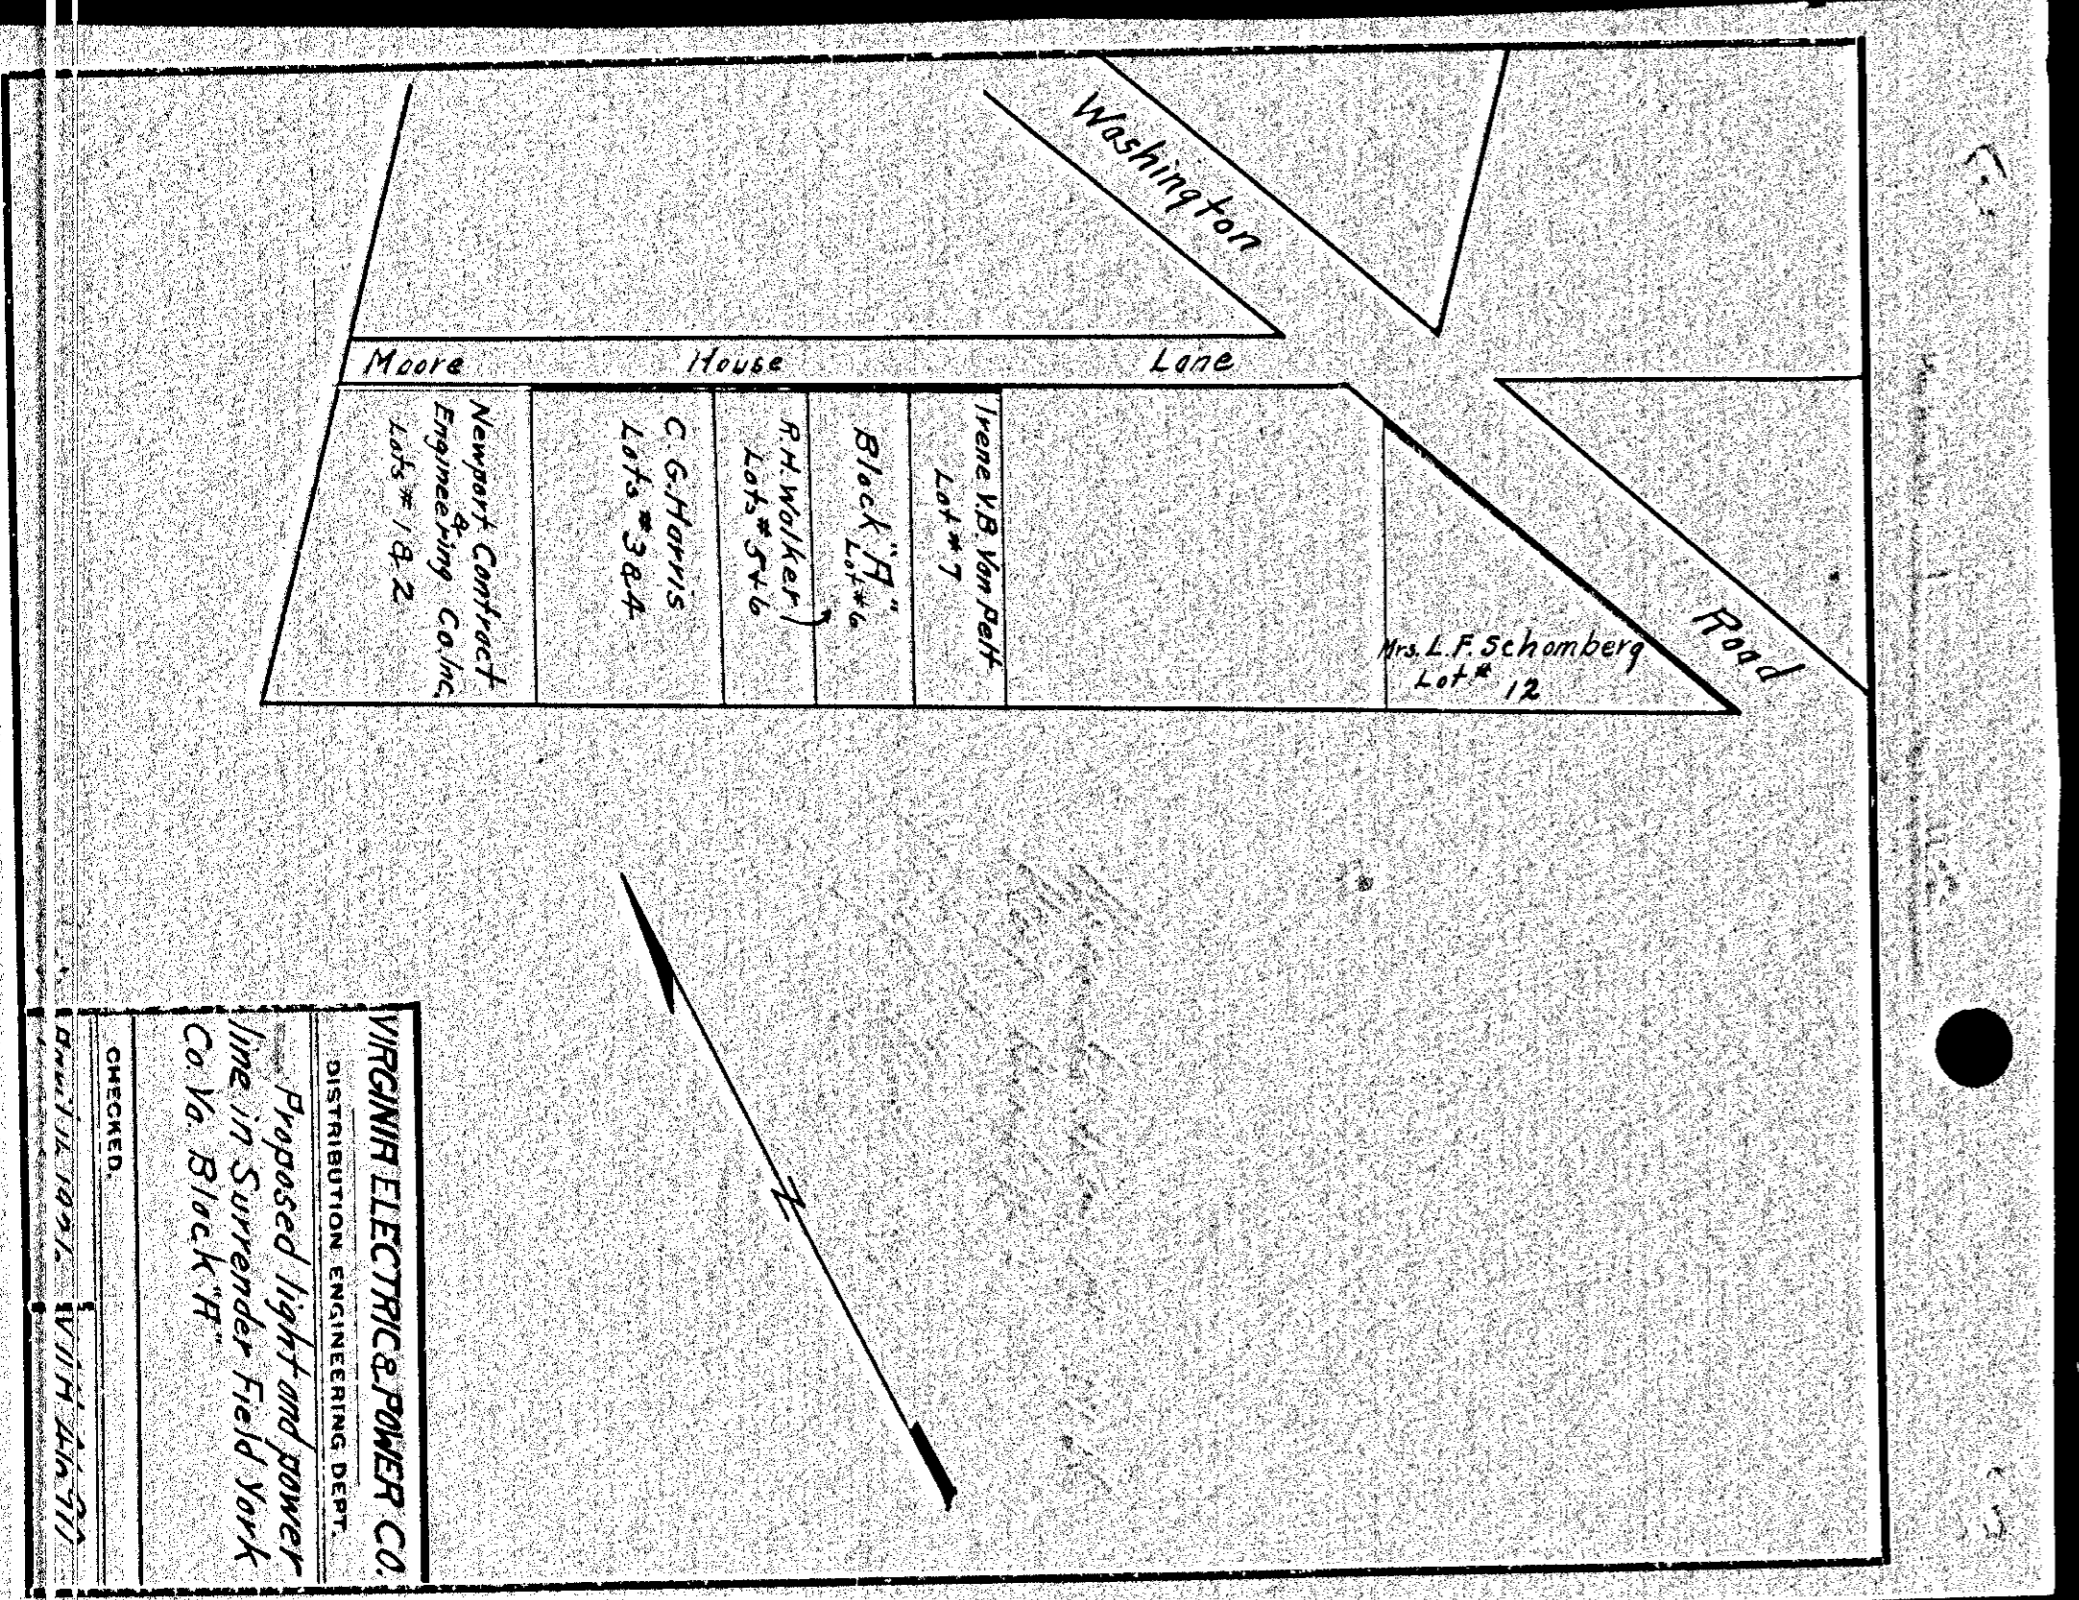 Washington
Road
Moore House Lane
Newport Contract
&
Engineering Co. Inc.
Lots # 1 & 2
C. G. Harris
Lots # 3 & 4
R. H. Walker
Lots # 5 + 6
Block "A"
Lot # 6
Irene V. B. Van Pelt
Lot # 7
Mrs. L. F. Schomberg
Lot # 12
N
VIRGINIA ELECTRIC & POWER CO.
DISTRIBUTION ENGINEERING DEPT.
Proposed light and power
line in Surrender Field York
Co. Va. Block "A"
CHECKED.